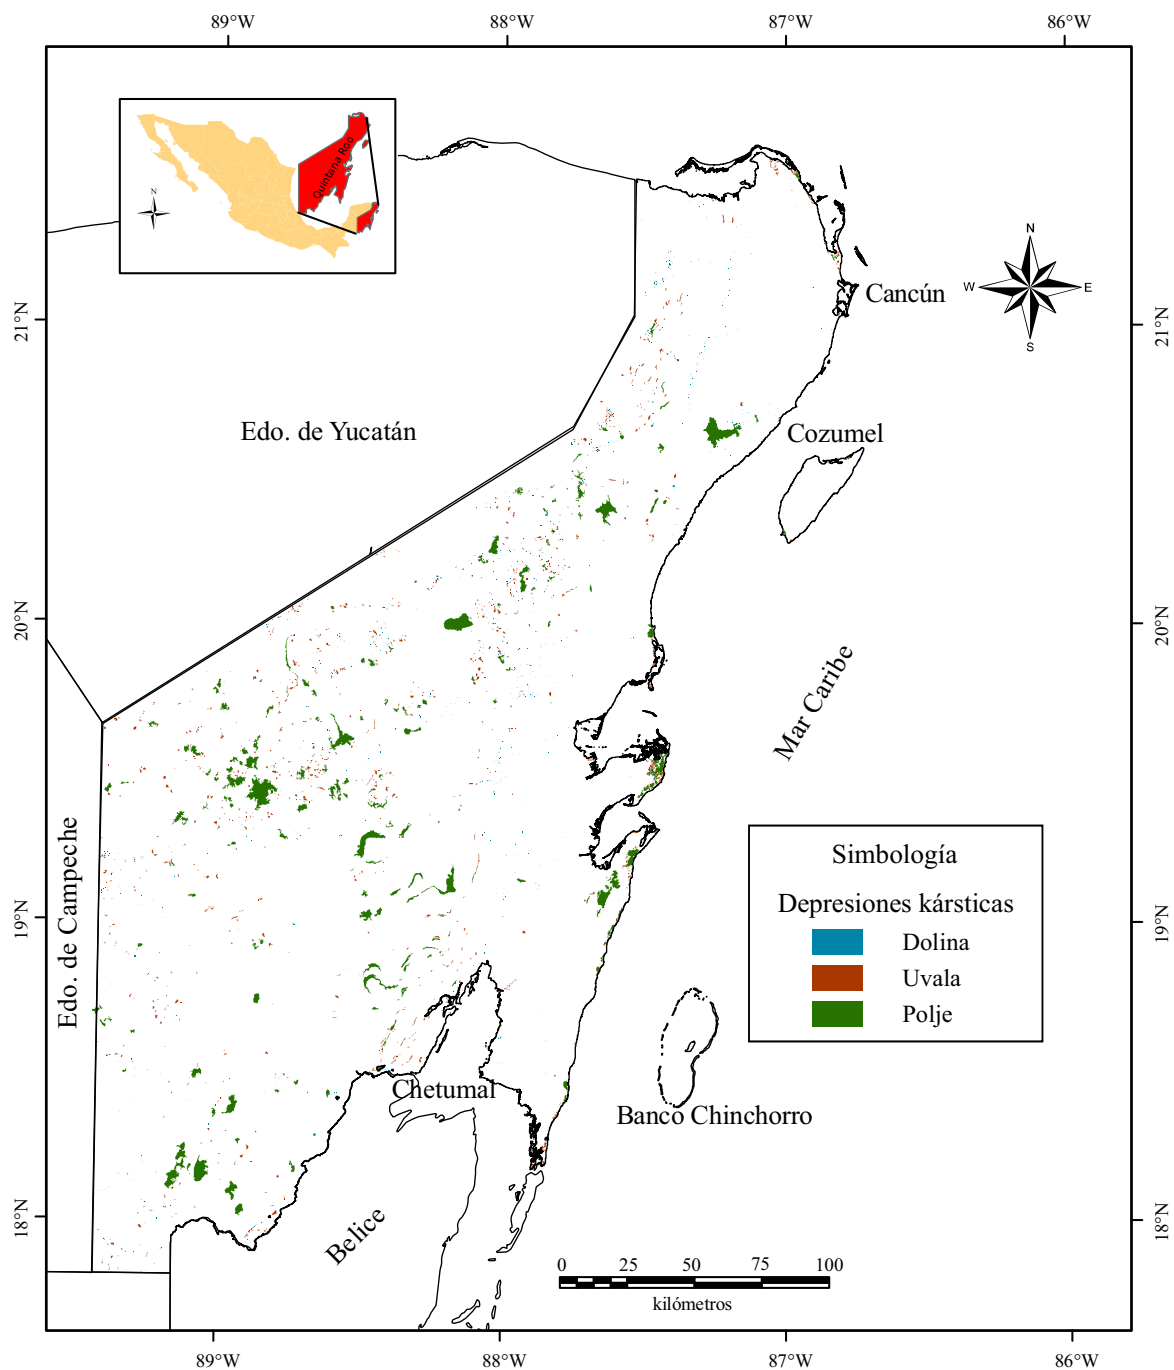 89°W 88°W 87°W 86°W
Quintana Roo
N
N
W E
S
Cancún
21°N
21°N
Edo. de Yucatán
Cozumel
20°N
20°N
Mar Caribe
Edo. de Campeche
Simbología
Depresiones kársticas
Dolina
Uvala
Polje
19°N
19°N
Chetumal
Banco Chinchorro
Belice
18°N
18°N
0 25 50 75 100
kilómetros
89°W 88°W 87°W 86°W